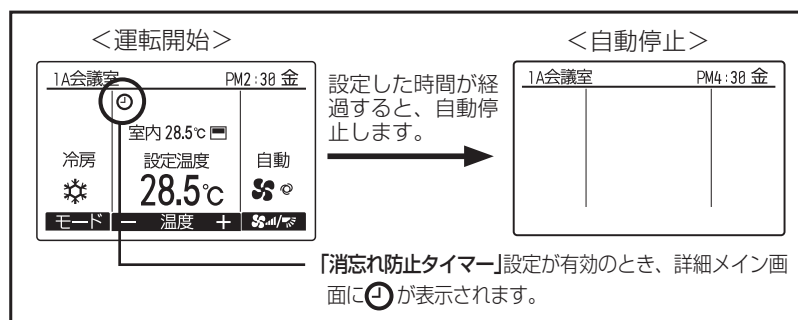 ＜運転開始＞
1A会議室 PM2:30 金
室内 28.5℃
冷房 設定温度 自動
28.5℃
モード － 温度 ＋
設定した時間が経
過すると、自動停
止します。
＜自動停止＞
1A会議室 PM4:30 金
「消忘れ防止タイマー」設定が有効のとき、詳細メイン画
面に が表示されます。